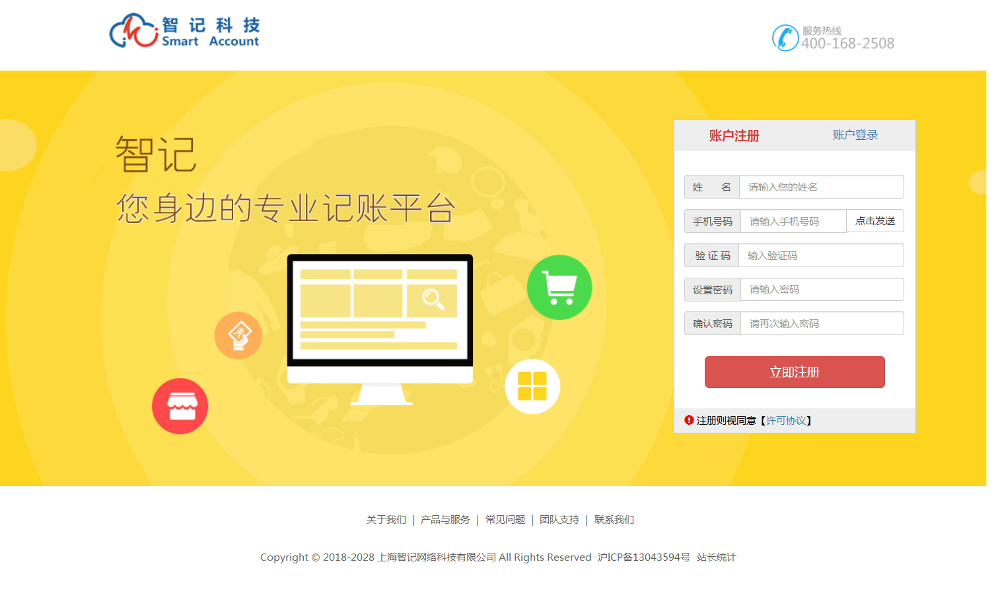 智记科技
Smart Account
服务热线
400-168-2508
智记
您身边的专业记账平台
账户注册 账户登录
姓 名 请输入您的姓名
手机号码 请输入手机号码 点击发送
验 证 码 输入验证码
设置密码 请输入密码
确认密码 请再次输入密码
立即注册
注册则视同意【许可协议】
关于我们 | 产品与服务 | 常见问题 | 团队支持 | 联系我们
Copyright © 2018-2028 上海智记网络科技有限公司 All Rights Reserved 沪ICP备13043594号 站长统计